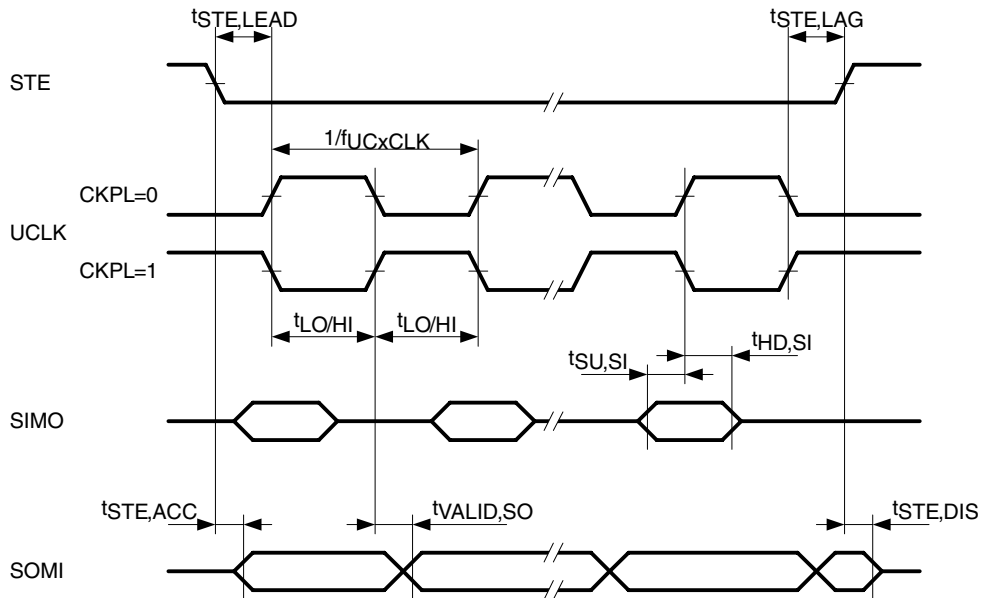 tSTE,LEAD
tSTE,LAG
STE
1/fUCxCLK
CKPL=0
UCLK
CKPL=1
tLO/HI
tLO/HI
tSU,SI
tHD,SI
SIMO
tSTE,ACC
tVALID,SO
tSTE,DIS
SOMI